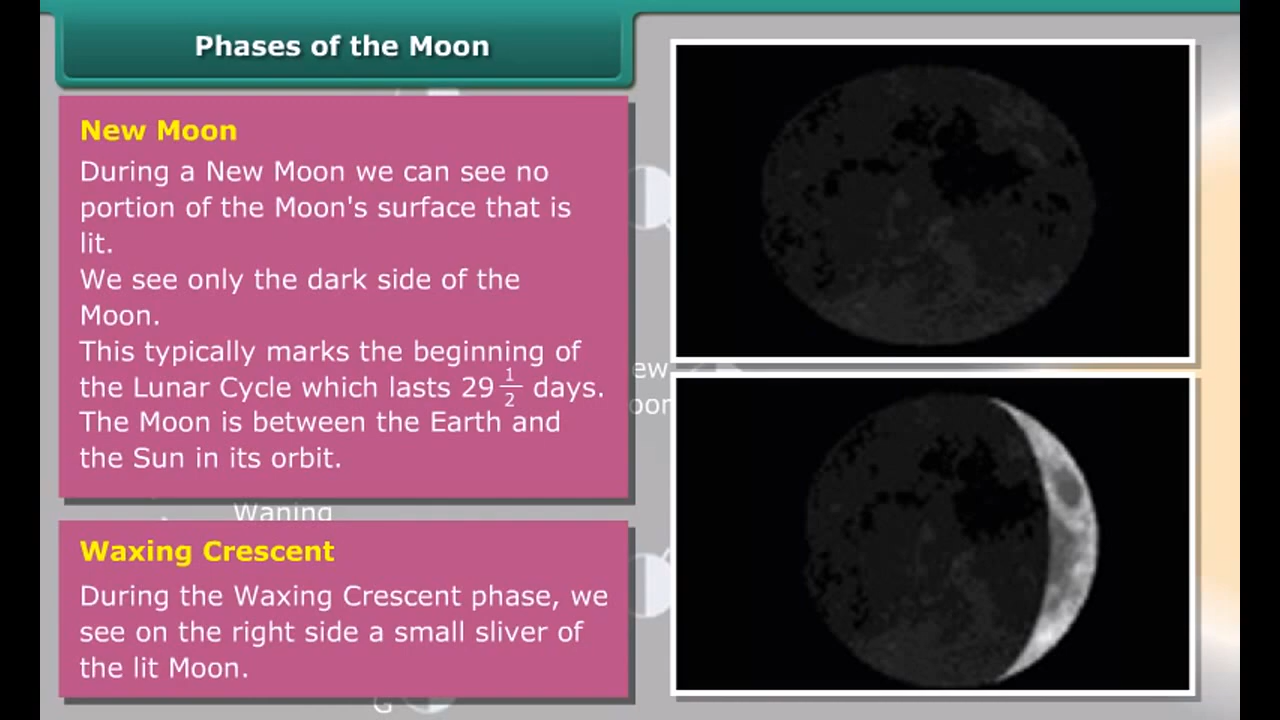 Phases of the Moon
New Moon
During a New Moon we can see no
portion of the Moon's surface that is
lit.
We see only the dark side of the
Moon.
This typically marks the beginning of
the Lunar Cycle which lasts 29 1/2 days.
The Moon is between the Earth and
the Sun in its orbit.
Waning
Waxing Crescent
During the Waxing Crescent phase, we
see on the right side a small sliver of
the lit Moon.